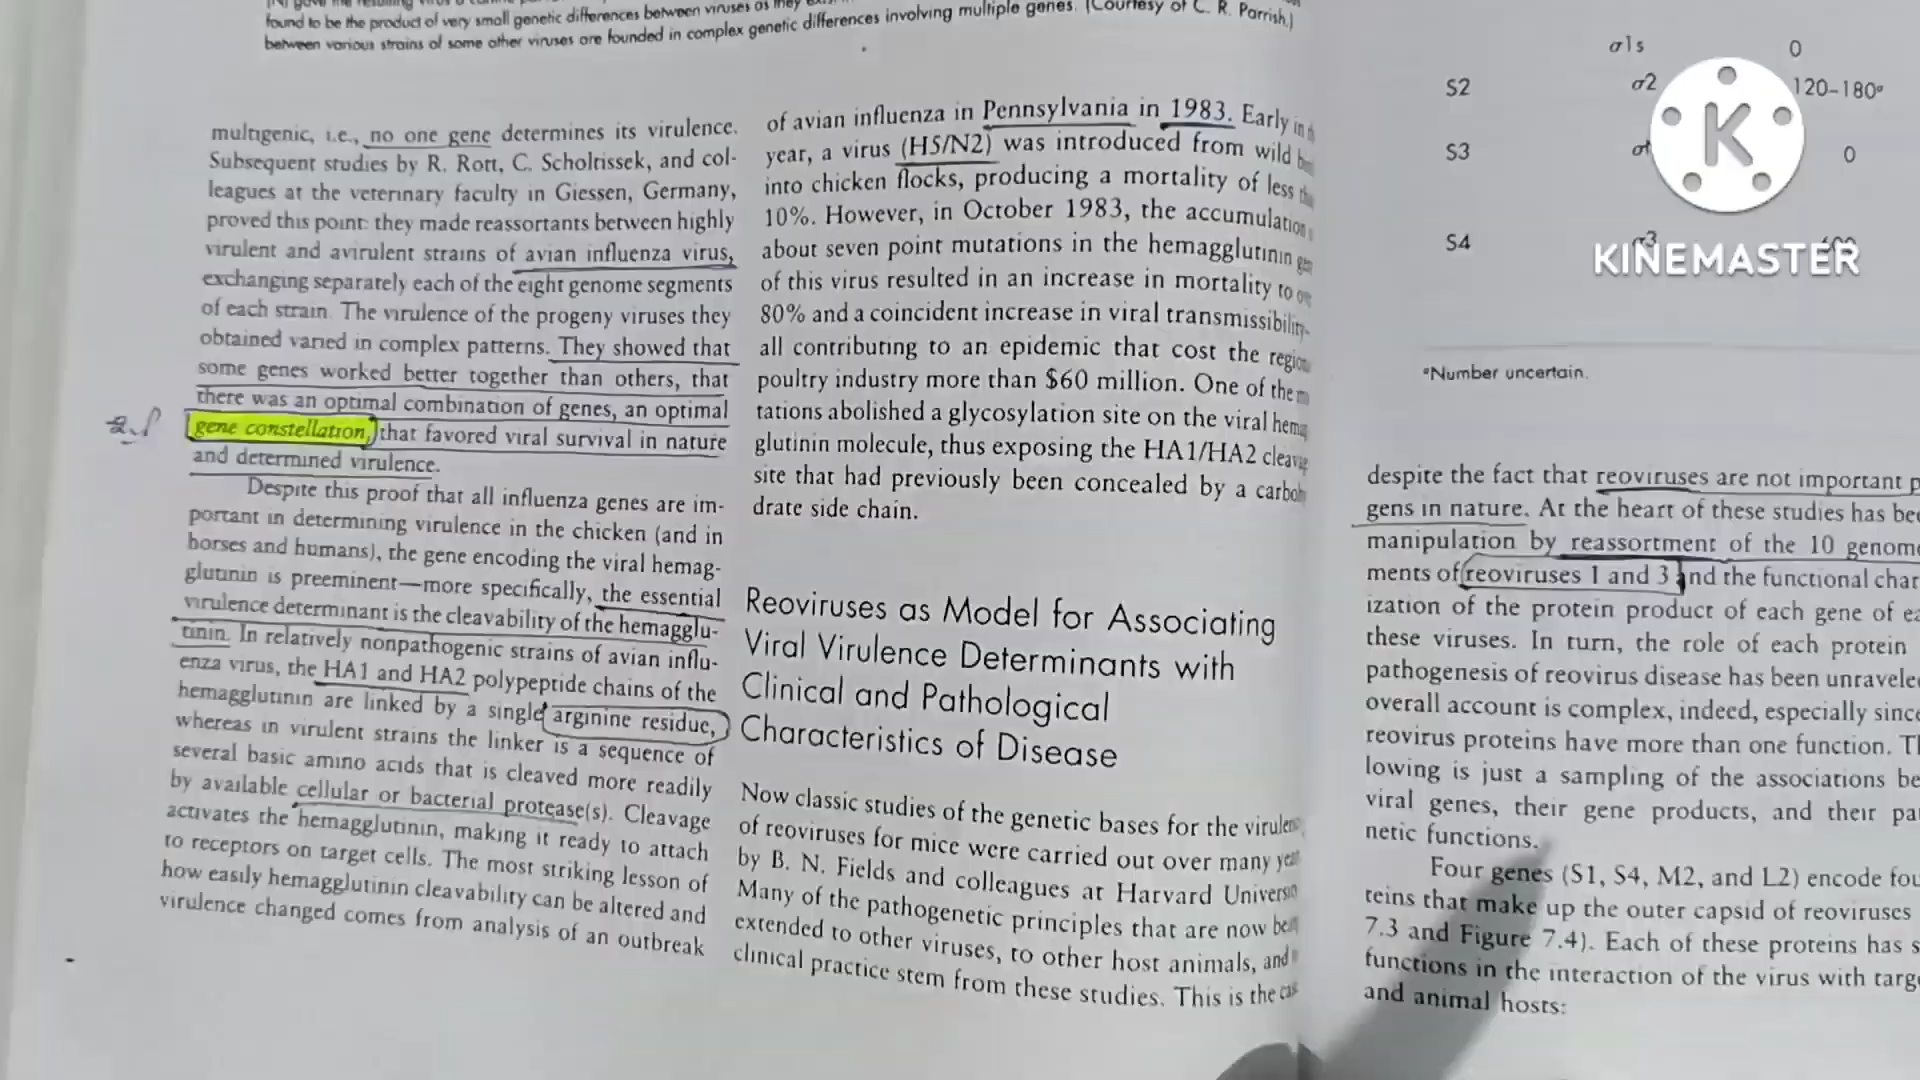 found to be the product of very small genetic differences between viruses as they
between various strains of some other viruses are founded in complex genetic differences involving multiple genes. (Courtesy of C. R. Parrish.)
multigenic, i.e., no one gene determines its virulence.
Subsequent studies by R. Rott, C. Scholtissek, and col-
leagues at the veterinary faculty in Giessen, Germany,
proved this point: they made reassortants between highly
virulent and avirulent strains of avian influenza virus,
exchanging separately each of the eight genome segments
of each strain. The virulence of the progeny viruses they
obtained varied in complex patterns. They showed that
some genes worked better together than others, that
there was an optimal combination of genes, an optimal
gene constellation, that favored viral survival in nature
and determined virulence.
Despite this proof that all influenza genes are im-
portant in determining virulence in the chicken (and in
horses and humans), the gene encoding the viral hemag-
glutinin is preeminent—more specifically, the essential
virulence determinant is the cleavability of the hemagglu-
tinin. In relatively nonpathogenic strains of avian influ-
enza virus, the HA1 and HA2 polypeptide chains of the
hemagglutinin are linked by a single arginine residue,
whereas in virulent strains the linker is a sequence of
several basic amino acids that is cleaved more readily
by available cellular or bacterial protease(s). Cleavage
activates the hemagglutinin, making it ready to attach
to receptors on target cells. The most striking lesson of
how easily hemagglutinin cleavability can be altered and
virulence changed comes from analysis of an outbreak
of avian influenza in Pennsylvania in 1983. Early in
year, a virus (H5/N2) was introduced from wild
into chicken flocks, producing a mortality of less
10%. However, in October 1983, the accumulation
about seven point mutations in the hemagglutinin
of this virus resulted in an increase in mortality to
80% and a coincident increase in viral transmissibility
all contributing to an epidemic that cost the
poultry industry more than $60 million. One of the
tations abolished a glycosylation site on the viral
glutinin molecule, thus exposing the HA1/HA2
site that had previously been concealed by a
drate side chain.
Reoviruses as Model for Associating
Viral Virulence Determinants with
Clinical and Pathological
Characteristics of Disease
Now classic studies of the genetic bases for the
of reoviruses for mice were carried out over many
by B. N. Fields and colleagues at Harvard
Many of the pathogenetic principles that are now
extended to other viruses, to other host animals, and
clinical practice stem from these studies. This is the
σ1s 0
S2 σ2 120–180ᵃ
S3 0
S4 σ3
KINEMASTER
ᵃNumber uncertain.
despite the fact that reoviruses are not important
gens in nature. At the heart of these studies has
manipulation by reassortment of the 10
ments of reoviruses 1 and 3 and the functional
ization of the protein product of each gene of
these viruses. In turn, the role of each protein
pathogenesis of reovirus disease has been
overall account is complex, indeed, especially
reovirus proteins have more than one function.
lowing is just a sampling of the associations
viral genes, their gene products, and their
netic functions.
Four genes (S1, S4, M2, and L2) encode
teins that make up the outer capsid of reoviruses
7.3 and Figure 7.4). Each of these proteins has
functions in the interaction of the virus with
and animal hosts: